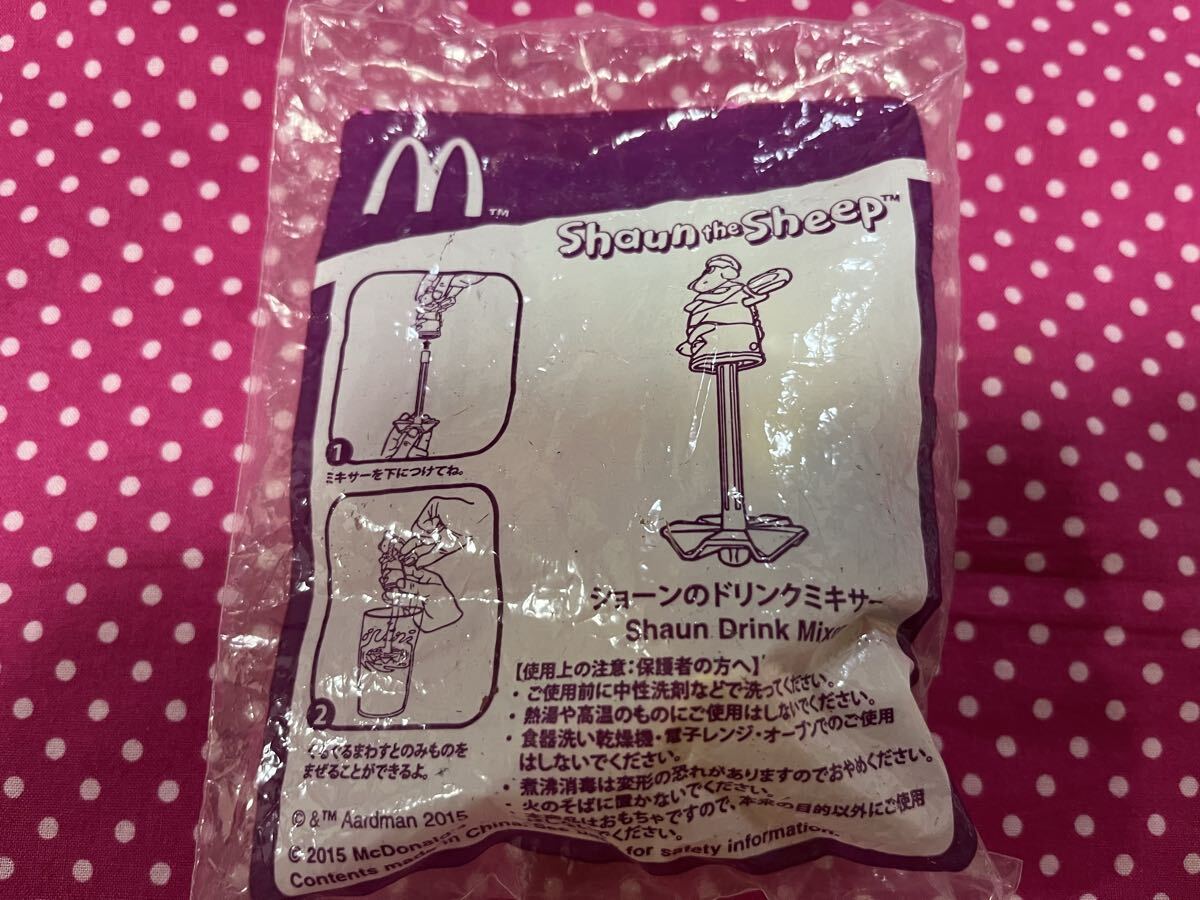 M™
Shaun the Sheep™
1
ミキサーを下につけてね。
2
くるくるまわすとのみものを
まぜることができるよ。
ショーンのドリンクミキサー
Shaun Drink
【使用上の注意：保護者の方へ】
・ご使用前に中性洗剤などで洗ってください。
・熱湯や高温のものにご使用はしないでください。
・食器洗い乾燥機・電子レンジ・オーブンでのご使用
はしないでください。
・煮沸消毒は変形の恐れがありますのでおやめください。
・火のそばに置かないでください。
・本製品はおもちゃですので、本来の目的以外にご使用
でください。
© &™ Aardman 2015
© 2015 McDonald's
Contents made in China. for safety information.